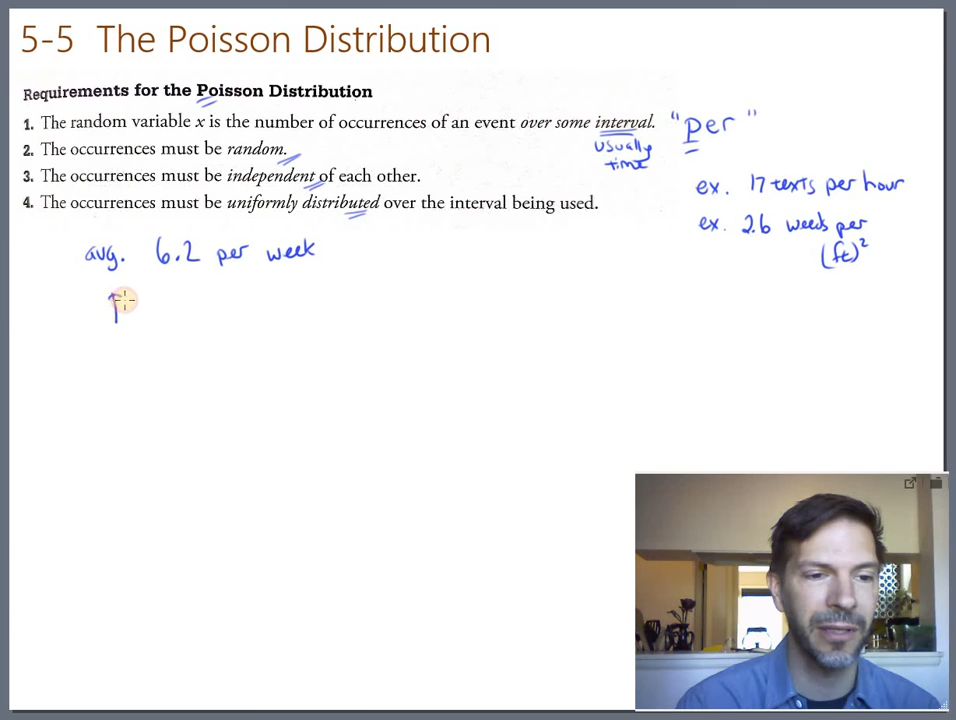 5-5 The Poisson Distribution
Requirements for the Poisson Distribution
1. The random variable x is the number of occurrences of an event over some interval.
"per"
usually
time
2. The occurrences must be random.
3. The occurrences must be independent of each other.
ex. 17 texts per hour
4. The occurrences must be uniformly distributed over the interval being used.
ex. 2.6 weeds per
(ft)²
avg. 6.2 per week